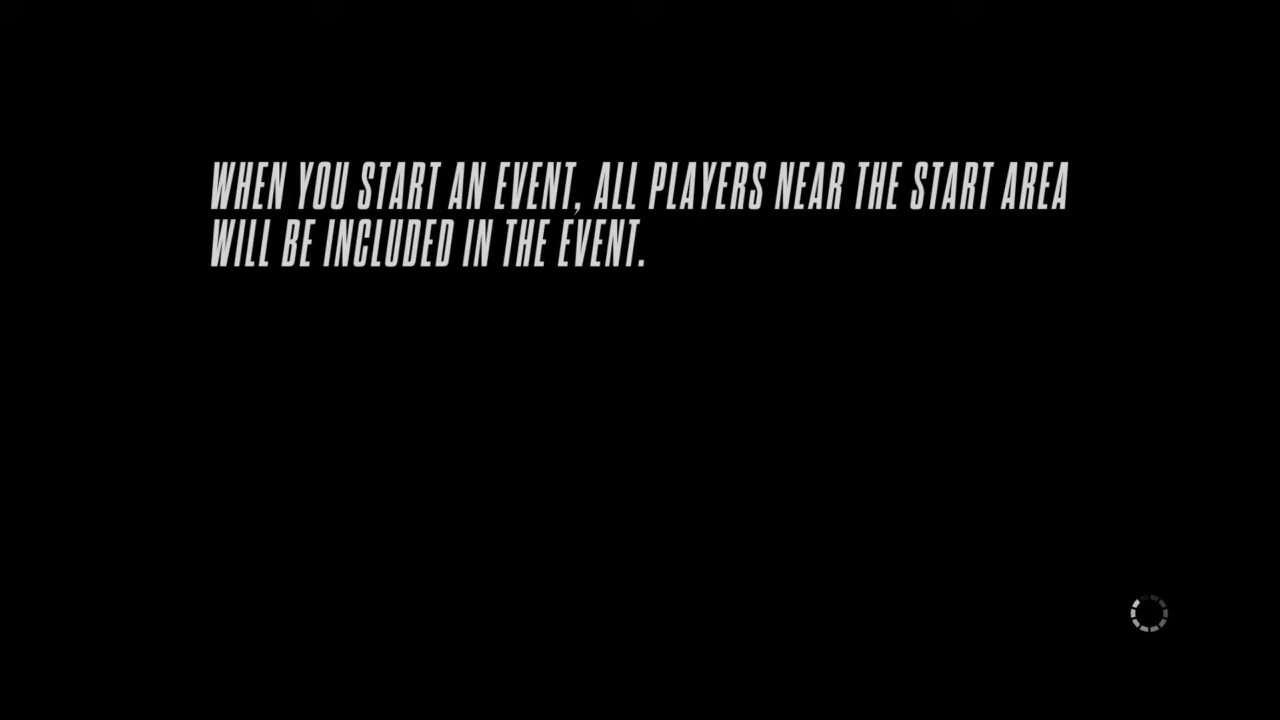 WHEN YOU START AN EVENT, ALL PLAYERS NEAR THE START AREA
WILL BE INCLUDED IN THE EVENT.